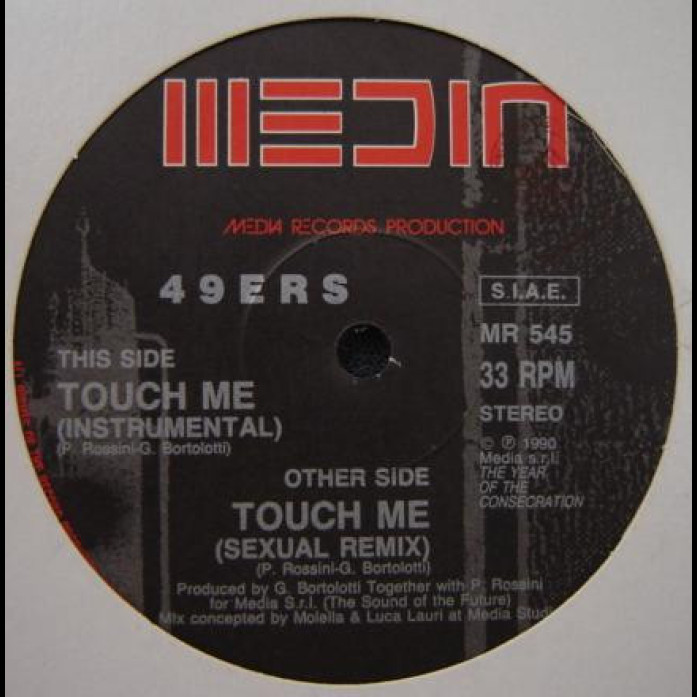 MEDIA
MEDIA RECORDS PRODUCTION
49ERS
S.I.A.E.
MR 545
33 RPM
STEREO
THIS SIDE
TOUCH ME
(INSTRUMENTAL)
(P. Rossini-G. Bortolotti)
© ℗ 1990
Media s.r.l.
THE YEAR
OF THE
CONSECRATION
OTHER SIDE
TOUCH ME
(SEXUAL REMIX)
(P. Rossini-G. Bortolotti)
Produced by G. Bortolotti Together with P. Rossini
for Media S.r.l. (The Sound of the Future)
Mix concepted by Molella & Luca Lauri at Media Studio